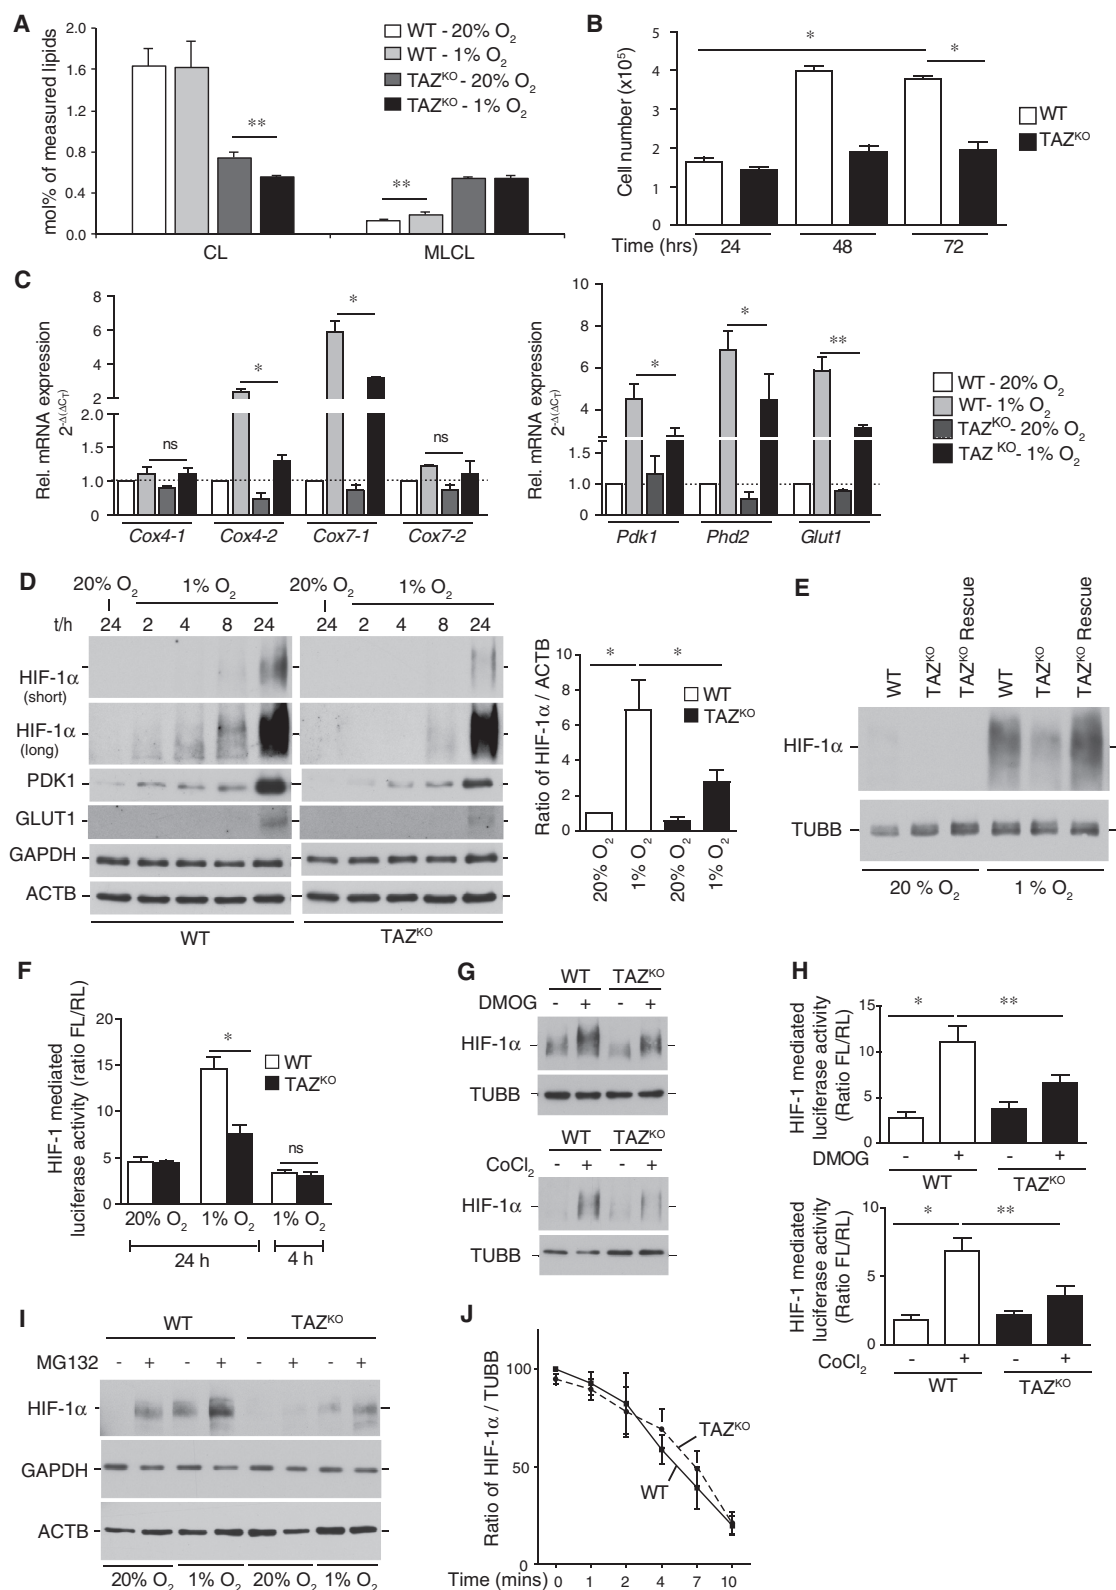 A
mol% of measured lipids
2.0
1.6
1.2
0.8
0.4
0.0
**
**
CL
MLCL
WT - 20% O2
WT - 1% O2
TAZKO - 20% O2
TAZKO - 1% O2
B
Cell number (x10⁵)
5
4
3
2
1
0
*
*
WT
TAZKO
Time (hrs)
24
48
72
C
Rel. mRNA expression
2-Δ(ΔCT)
8
6
4
2
2.0
1.5
1.0
0
ns
*
*
ns
Cox4-1
Cox4-2
Cox7-1
Cox7-2
Rel. mRNA expression
2-Δ(ΔCT)
10
8
6
4
1.5
1.0
0
*
*
**
Pdk1
Phd2
Glut1
WT - 20% O2
WT- 1% O2
TAZKO- 20% O2
TAZ KO- 1% O2
D
20% O2
1% O2
20% O2
1% O2
t/h
24 2 4 8 24
24 2 4 8 24
HIF-1α
(short)
HIF-1α
(long)
PDK1
GLUT1
GAPDH
ACTB
WT
TAZKO
Ratio of HIF-1α / ACTB
10
8
6
4
2
0
*
*
WT
TAZKO
20% O2
1% O2
20% O2
1% O2
E
WT
TAZKO
TAZKO Rescue
WT
TAZKO
TAZKO Rescue
HIF-1α
TUBB
20 % O2
1 % O2
F
HIF-1 mediated
luciferase activity (ratio FL/RL)
20
15
10
5
0
*
ns
WT
TAZKO
20% O2
1% O2
1% O2
24 h
4 h
G
WT
TAZKO
DMOG
- + - +
HIF-1α
TUBB
WT
TAZKO
CoCl2
- + - +
HIF-1α
TUBB
H
HIF-1 mediated
luciferase activity
(Ratio FL/RL)
15
10
5
0
*
**
DMOG
- + - +
WT
TAZKO
HIF-1 mediated
luciferase activity
(Ratio FL/RL)
10
5
0
*
**
CoCl2
- + - +
WT
TAZKO
I
WT
TAZKO
MG132
- + - + - + - +
HIF-1α
GAPDH
ACTB
20% O2
1% O2
20% O2
1% O2
J
Ratio of HIF-1α / TUBB
100
50
0
TAZKO
WT
Time (mins)
0 1 2 4 7 10